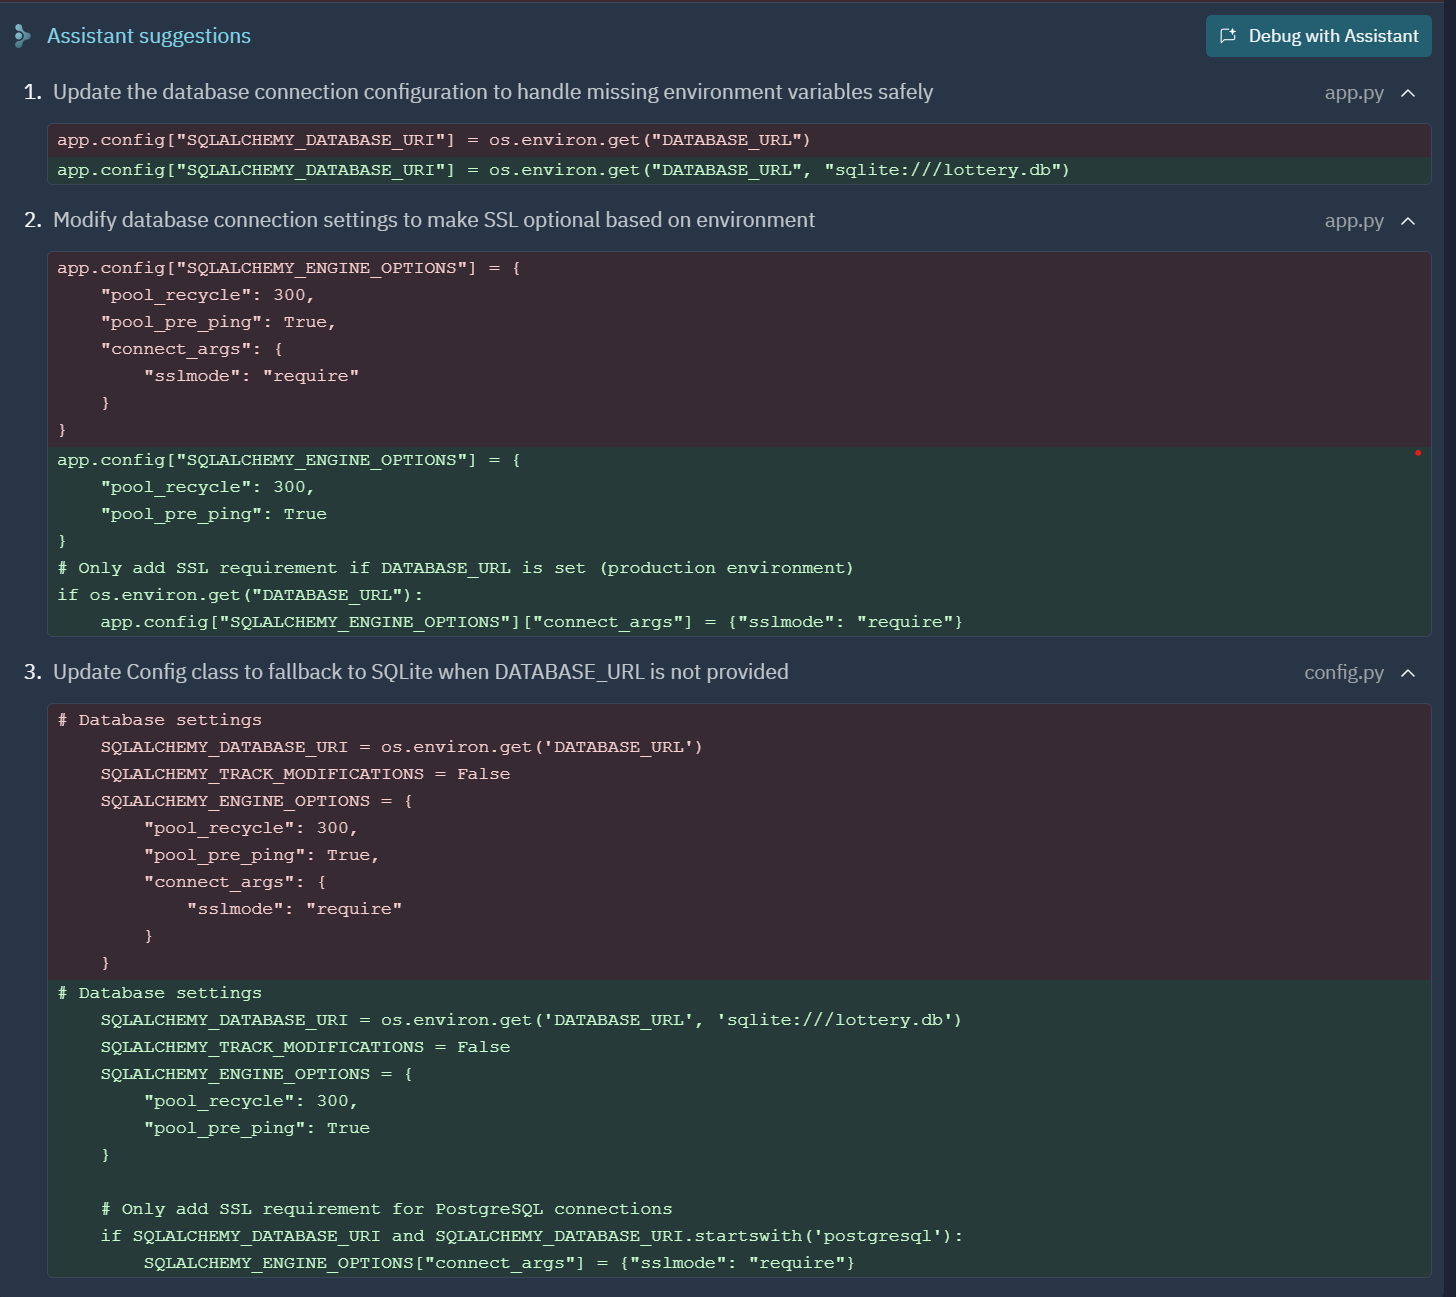 Assistant suggestions
Debug with Assistant
1. Update the database connection configuration to handle missing environment variables safely
app.py
app.config["SQLALCHEMY_DATABASE_URI"] = os.environ.get("DATABASE_URL")
app.config["SQLALCHEMY_DATABASE_URI"] = os.environ.get("DATABASE_URL", "sqlite:///lottery.db")
2. Modify database connection settings to make SSL optional based on environment
app.py
app.config["SQLALCHEMY_ENGINE_OPTIONS"] = {
    "pool_recycle": 300,
    "pool_pre_ping": True,
    "connect_args": {
        "sslmode": "require"
    }
}
app.config["SQLALCHEMY_ENGINE_OPTIONS"] = {
    "pool_recycle": 300,
    "pool_pre_ping": True
}
# Only add SSL requirement if DATABASE_URL is set (production environment)
if os.environ.get("DATABASE_URL"):
    app.config["SQLALCHEMY_ENGINE_OPTIONS"]["connect_args"] = {"sslmode": "require"}
3. Update Config class to fallback to SQLite when DATABASE_URL is not provided
config.py
# Database settings
    SQLALCHEMY_DATABASE_URI = os.environ.get('DATABASE_URL')
    SQLALCHEMY_TRACK_MODIFICATIONS = False
    SQLALCHEMY_ENGINE_OPTIONS = {
        "pool_recycle": 300,
        "pool_pre_ping": True,
        "connect_args": {
            "sslmode": "require"
        }
    }
# Database settings
    SQLALCHEMY_DATABASE_URI = os.environ.get('DATABASE_URL', 'sqlite:///lottery.db')
    SQLALCHEMY_TRACK_MODIFICATIONS = False
    SQLALCHEMY_ENGINE_OPTIONS = {
        "pool_recycle": 300,
        "pool_pre_ping": True
    }
    # Only add SSL requirement for PostgreSQL connections
    if SQLALCHEMY_DATABASE_URI and SQLALCHEMY_DATABASE_URI.startswith('postgresql'):
        SQLALCHEMY_ENGINE_OPTIONS["connect_args"] = {"sslmode": "require"}